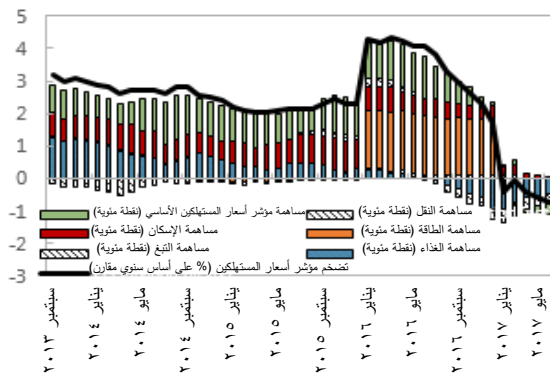 5
4
3
2
1
0
-1
-2
-3
مساهمة مؤشر أسعار المستهلكين الأساسي (نقطة مئوية)
مساهمة النقل (نقطة مئوية)
مساهمة الإسكان (نقطة مئوية)
مساهمة الطاقة (نقطة مئوية)
مساهمة التبغ (نقطة مئوية)
مساهمة الغذاء (نقطة مئوية)
تضخم مؤشر أسعار المستهلكين (% على أساس سنوي مقارن)
سبتمبر ٢٠١٣
يناير ٢٠١٤
مايو ٢٠١٤
سبتمبر ٢٠١٤
يناير ٢٠١٥
مايو ٢٠١٥
سبتمبر ٢٠١٥
يناير ٢٠١٦
مايو ٢٠١٦
سبتمبر ٢٠١٦
يناير ٢٠١٧
مايو ٢٠١٧